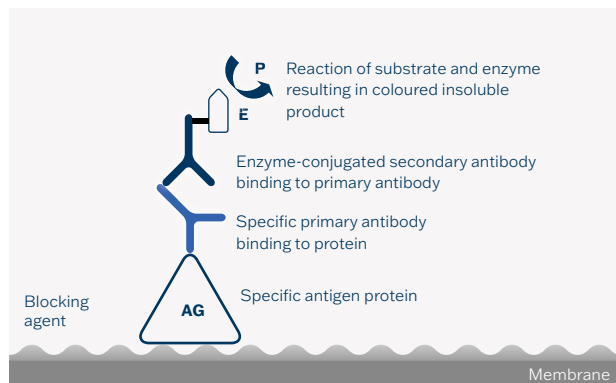 P
Reaction of substrate and enzyme
resulting in coloured insoluble
product
E
Enzyme-conjugated secondary antibody
binding to primary antibody
Specific primary antibody
binding to protein
Specific antigen protein
AG
Blocking
agent
Membrane